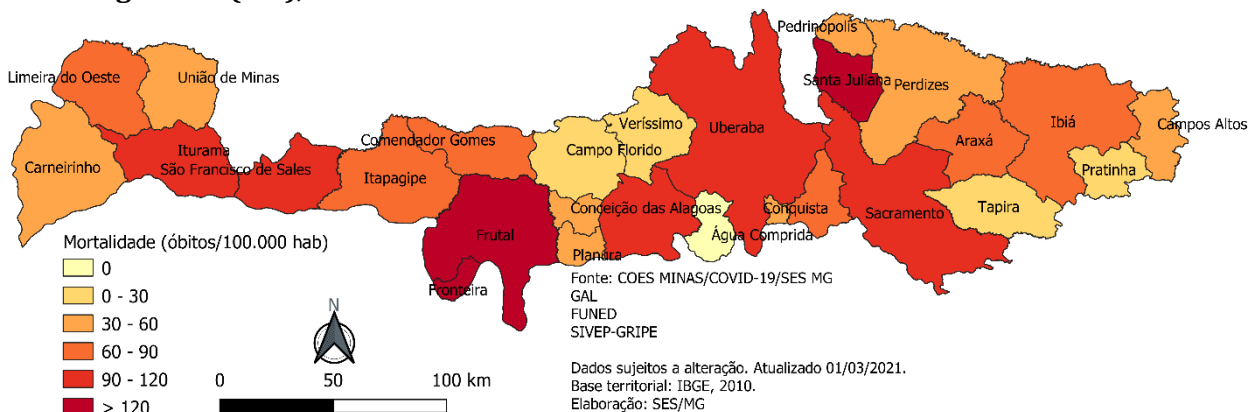 Pedrinópolis
Limeira do Oeste
União de Minas
Santa Juliana
Perdizes
Veríssimo
Uberaba
Ibiá
Campos Altos
Comendador Gomes
Araxá
Iturama
Campo Florido
Carneirinho
São Francisco de Sales
Pratinha
Itapagipe
Conceição das Alagoas
Conquista
Sacramento
Tapira
Frutal
Água Comprida
Planura
Fronteira
Mortalidade (óbitos/100.000 hab)
0
0 - 30
30 - 60
60 - 90
90 - 120
> 120
N
0 50 100 km
Fonte: COES MINAS/COVID-19/SES MG
GAL
FUNED
SIVEP-GRIPE
Dados sujeitos a alteração. Atualizado 01/03/2021.
Base territorial: IBGE, 2010.
Elaboração: SES/MG